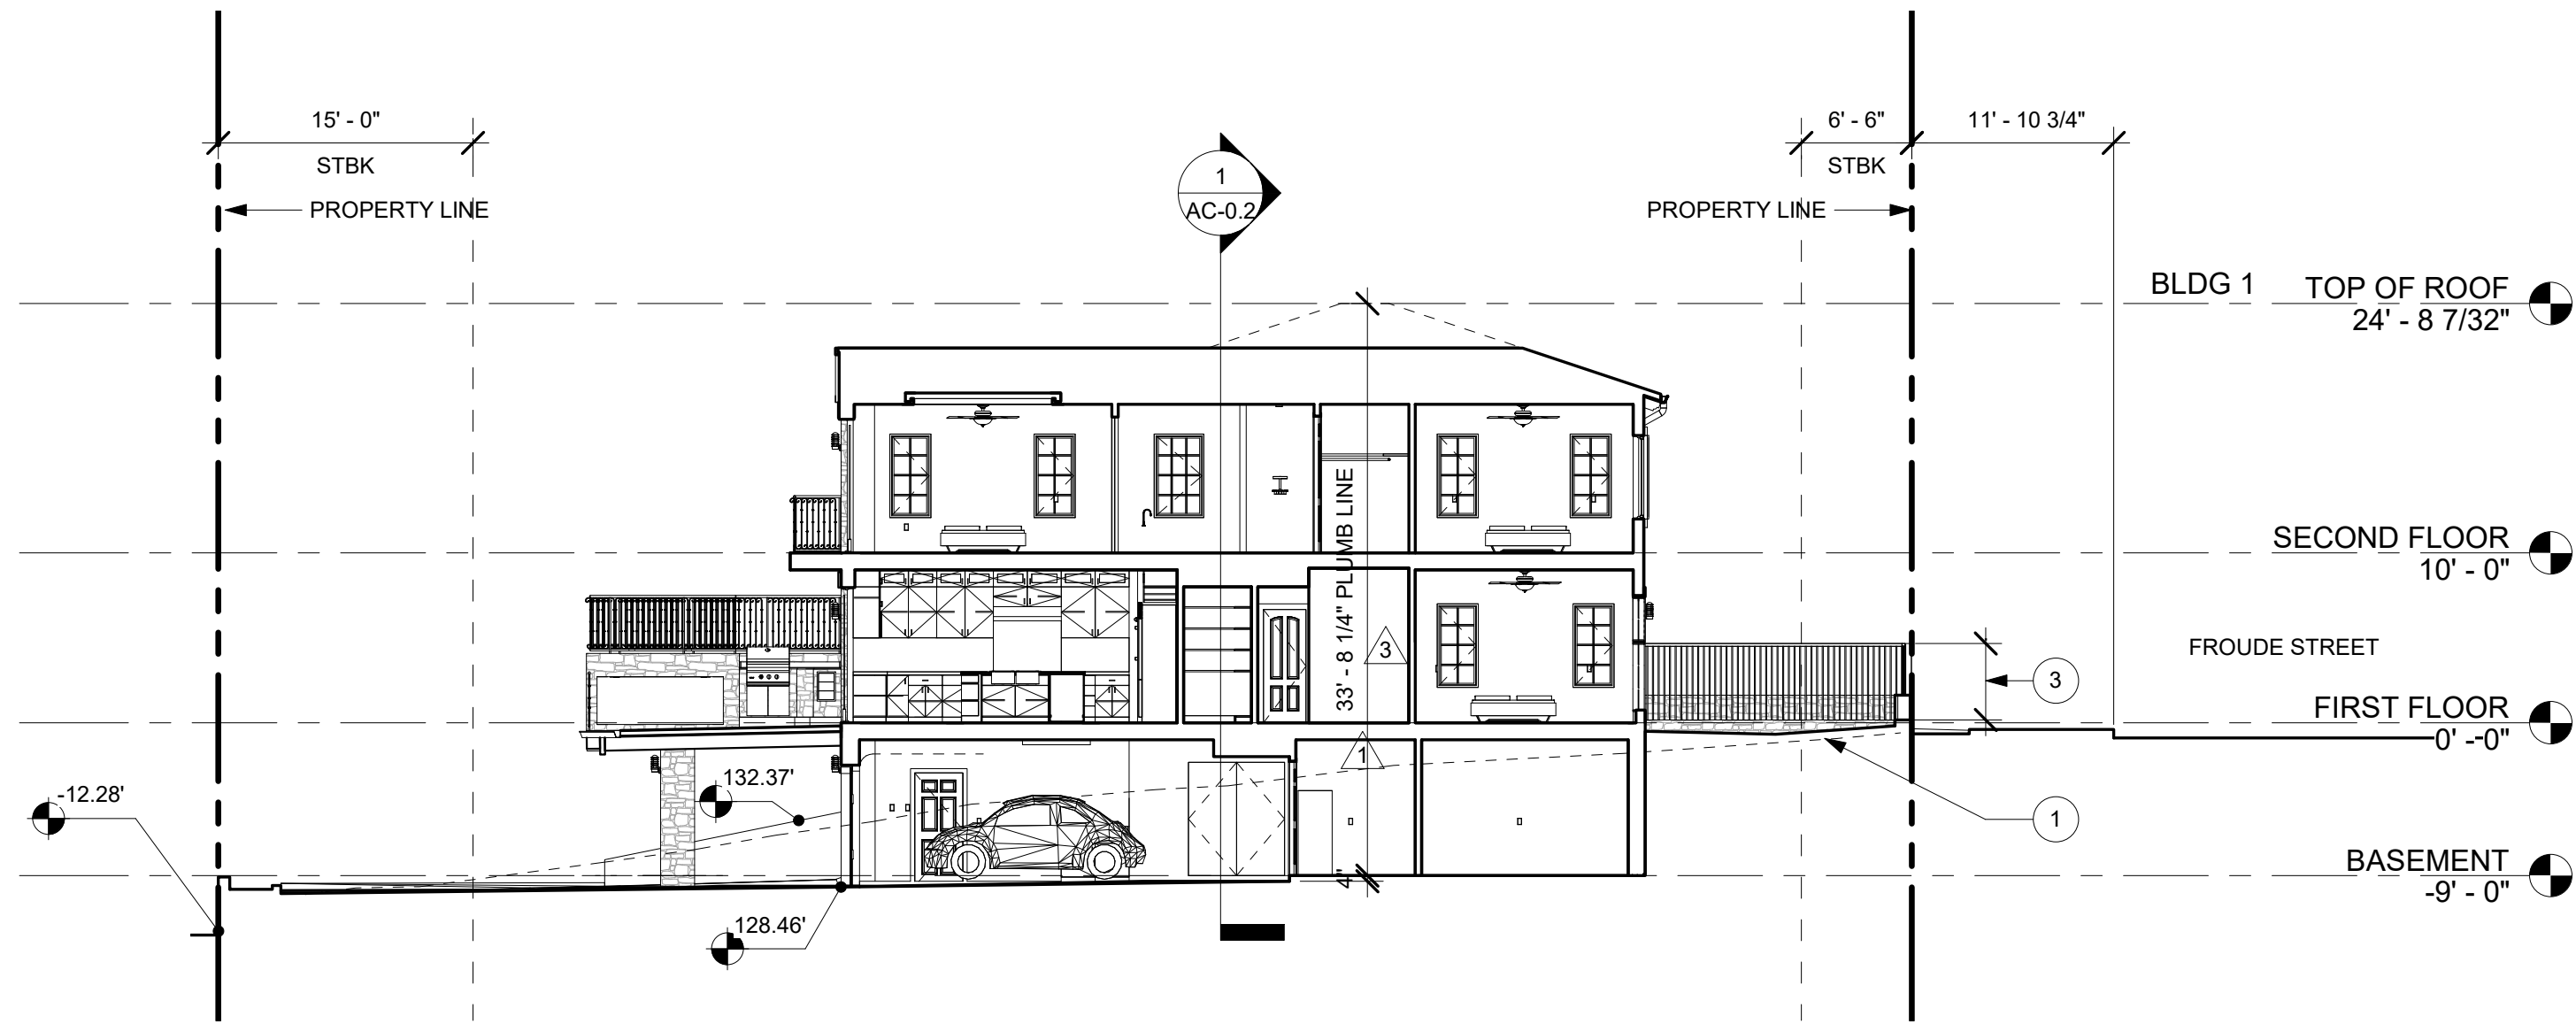 15' - 0"
STBK
PROPERTY LINE
1
AC-0.2
6' - 6"
11' - 10 3/4"
STBK
PROPERTY LINE
BLDG 1
TOP OF ROOF
24' - 8 7/32"
SECOND FLOOR
10' - 0"
33' - 8 1/4" PLUMB LINE
3
FROUDE STREET
3
FIRST FLOOR
0' - 0"
1
132.37'
-12.28'
1
BASEMENT
-9' - 0"
4"
128.46'